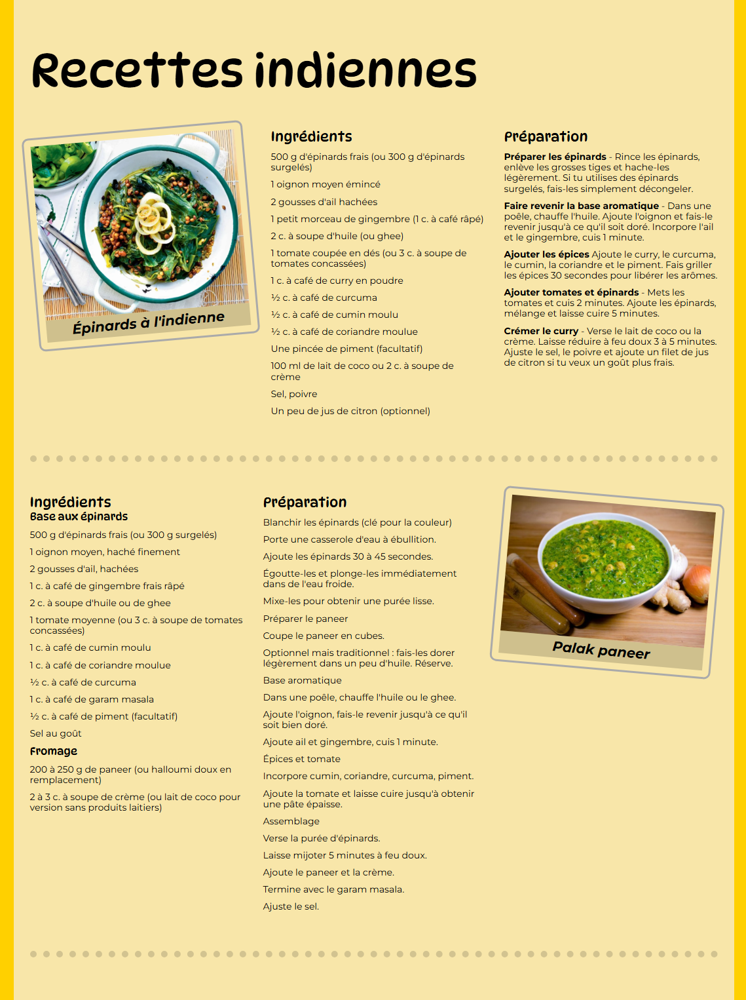 Recettes indiennes
Épinards à l'indienne
Ingrédients
500 g d'épinards frais (ou 300 g d'épinards
surgelés)
1 oignon moyen émincé
2 gousses d'ail hachées
1 petit morceau de gingembre (1 c. à café râpé)
2 c. à soupe d'huile (ou ghee)
1 tomate coupée en dés (ou 3 c. à soupe de
tomates concassées)
1 c. à café de curry en poudre
½ c. à café de curcuma
½ c. à café de cumin moulu
½ c. à café de coriandre moulue
Une pincée de piment (facultatif)
100 ml de lait de coco ou 2 c. à soupe de
crème
Sel, poivre
Un peu de jus de citron (optionnel)
Préparation
Préparer les épinards - Rince les épinards,
enlève les grosses tiges et hache-les
légèrement. Si tu utilises des épinards
surgelés, fais-les simplement décongeler.
Faire revenir la base aromatique - Dans une
poêle, chauffe l'huile. Ajoute l'oignon et fais-le
revenir jusqu'à ce qu'il soit doré. Incorpore l'ail
et le gingembre, cuis 1 minute.
Ajouter les épices Ajoute le curry, le curcuma,
le cumin, la coriandre et le piment. Fais griller
les épices 30 secondes pour libérer les arômes.
Ajouter tomates et épinards - Mets les
tomates et cuis 2 minutes. Ajoute les épinards,
mélange et laisse cuire 5 minutes.
Crémer le curry - Verse le lait de coco ou la
crème. Laisse réduire à feu doux 3 à 5 minutes.
Ajuste le sel, le poivre et ajoute un filet de jus
de citron si tu veux un goût plus frais.
Ingrédients
Base aux épinards
500 g d'épinards frais (ou 300 g surgelés)
1 oignon moyen, haché finement
2 gousses d'ail, hachées
1 c. à café de gingembre frais râpé
2 c. à soupe d'huile ou de ghee
1 tomate moyenne (ou 3 c. à soupe de tomates
concassées)
1 c. à café de cumin moulu
1 c. à café de coriandre moulue
½ c. à café de curcuma
1 c. à café de garam masala
½ c. à café de piment (facultatif)
Sel au goût
Fromage
200 à 250 g de paneer (ou halloumi doux en
remplacement)
2 à 3 c. à soupe de crème (ou lait de coco pour
version sans produits laitiers)
Préparation
Blanchir les épinards (clé pour la couleur)
Porte une casserole d'eau à ébullition.
Ajoute les épinards 30 à 45 secondes.
Égoutte-les et plonge-les immédiatement
dans de l'eau froide.
Mixe-les pour obtenir une purée lisse.
Préparer le paneer
Coupe le paneer en cubes.
Optionnel mais traditionnel : fais-les dorer
légèrement dans un peu d'huile. Réserve.
Base aromatique
Dans une poêle, chauffe l'huile ou le ghee.
Ajoute l'oignon, fais-le revenir jusqu'à ce qu'il
soit bien doré.
Ajoute ail et gingembre, cuis 1 minute.
Épices et tomate
Incorpore cumin, coriandre, curcuma, piment.
Ajoute la tomate et laisse cuire jusqu'à obtenir
une pâte épaisse.
Assemblage
Verse la purée d'épinards.
Laisse mijoter 5 minutes à feu doux.
Ajoute le paneer et la crème.
Termine avec le garam masala.
Ajuste le sel.
Palak paneer